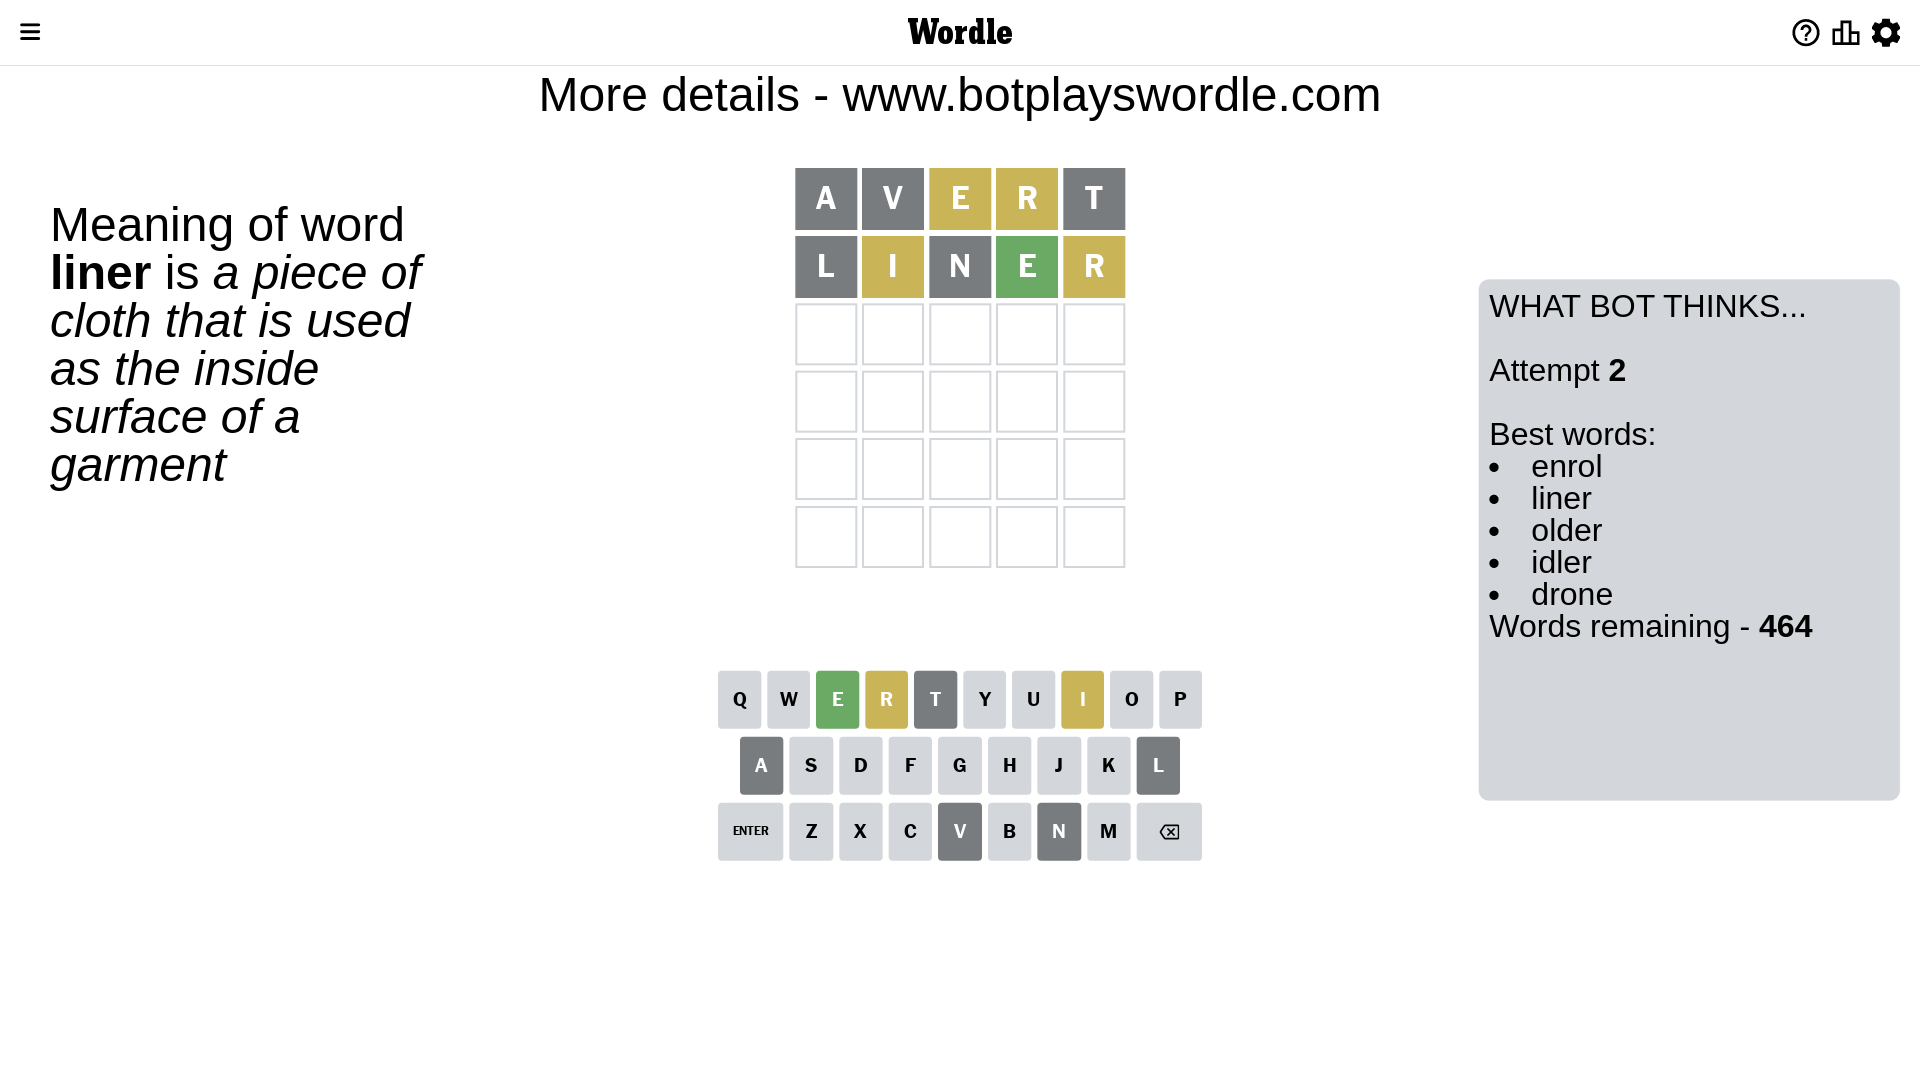 Wordle
More details - www.botplayswordle.com
Meaning of word
liner is a piece of
cloth that is used
as the inside
surface of a
garment
A V E R T
L I N E R
WHAT BOT THINKS...
Attempt 2
Best words:
• enrol
• liner
• older
• idler
• drone
Words remaining - 464
Q W E R T Y U I O P
A S D F G H J K L
ENTER Z X C V B N M